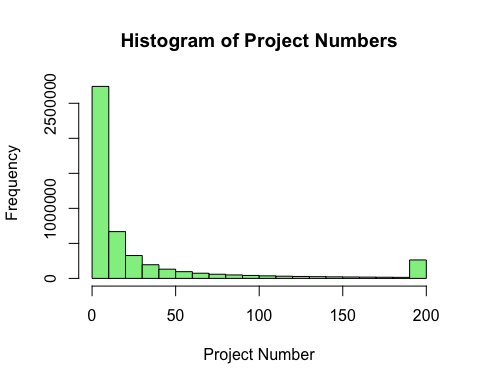 Histogram of Project Numbers
Frequency
2500000
1000000
0
0 50 100 150 200
Project Number